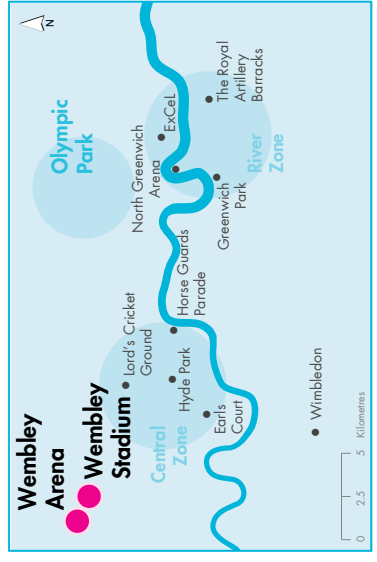 Wembley
Arena
Wembley
Stadium
Central
Zone
Lord's Cricket
Ground
Hyde Park
Earls
Court
Horse Guards
Parade
Wimbledon
Olympic
Park
North Greenwich
Arena
ExCeL
Greenwich
Park
River
Zone
The Royal
Artillery
Barracks
N
0 2.5 5 Kilometres